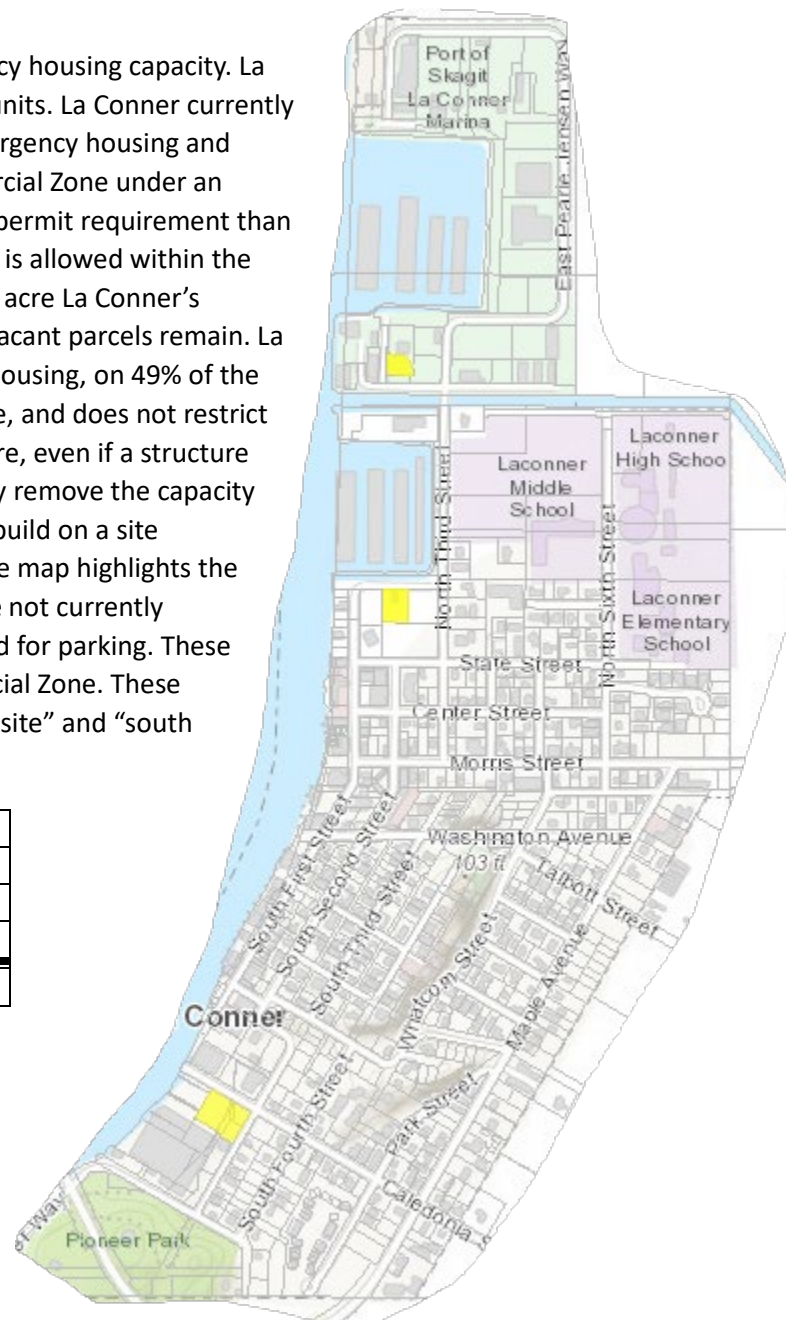 cy housing capacity. La
units. La Conner currently
ergency housing and
rcial Zone under an
permit requirement than
is allowed within the
acre La Conner's
acant parcels remain. La
ousing, on 49% of the
e, and does not restrict
re, even if a structure
y remove the capacity
build on a site
e map highlights the
e not currently
d for parking. These
cial Zone. These
site” and “south
Port of
Skagit
La Conner
Marina
East Pearle Jensen Way
Laconner
High Schoo
Laconner
Middle
School
North Third Street
North Sixth Street
Laconner
Elementary
School
State Street
Center Street
Morris Street
Washington Avenue
103 ft
Talbott Street
South First Street
South Second Street
South Third Street
Whatcom Street
Maple Avenue
Conner
Park Street
South Fourth Street
Caledonia S
Way
Pioneer Park